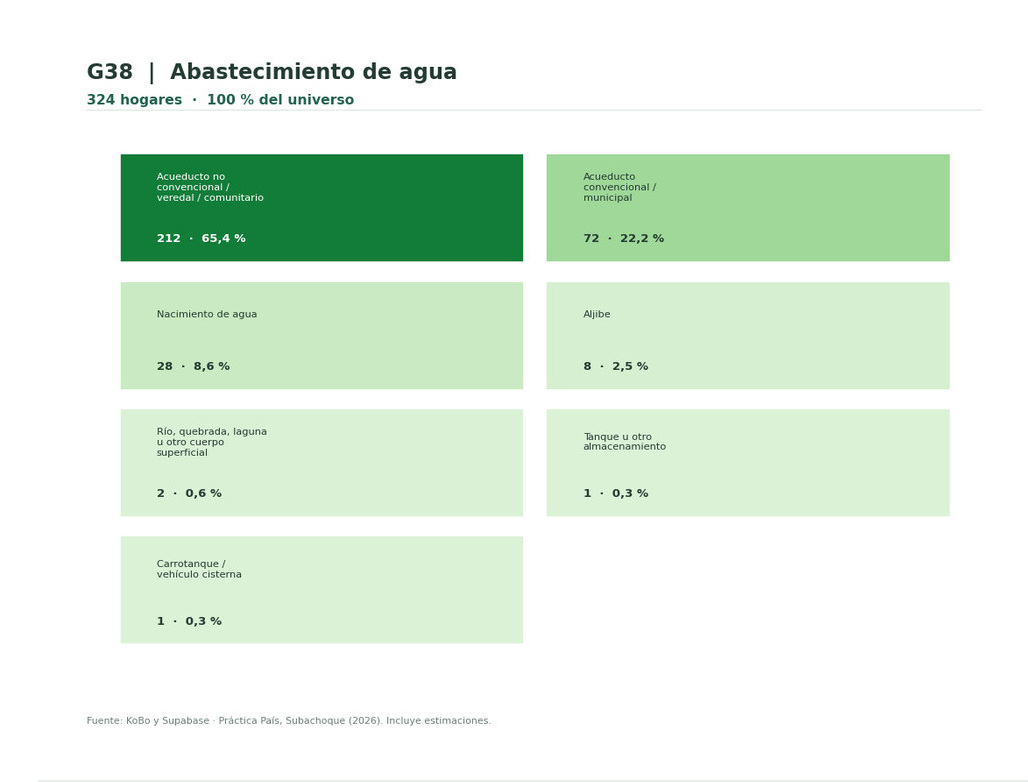 G38 | Abastecimiento de agua
324 hogares · 100 % del universo
Acueducto no
convencional /
veredal / comunitario
212 · 65,4 %
Acueducto
convencional /
municipal
72 · 22,2 %
Nacimiento de agua
28 · 8,6 %
Aljibe
8 · 2,5 %
Río, quebrada, laguna
u otro cuerpo
superficial
2 · 0,6 %
Tanque u otro
almacenamiento
1 · 0,3 %
Carrotanque /
vehículo cisterna
1 · 0,3 %
Fuente: KoBo y Supabase · Práctica País, Subachoque (2026). Incluye estimaciones.